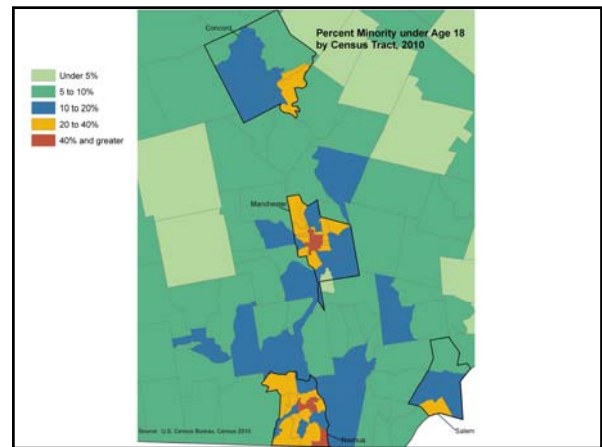 Concord
Percent Minority under Age 18
by Census Tract, 2010
Under 5%
5 to 10%
10 to 20%
20 to 40%
40% and greater
Manchester
Source: U.S. Census Bureau, Census 2010
Nashua
Salem